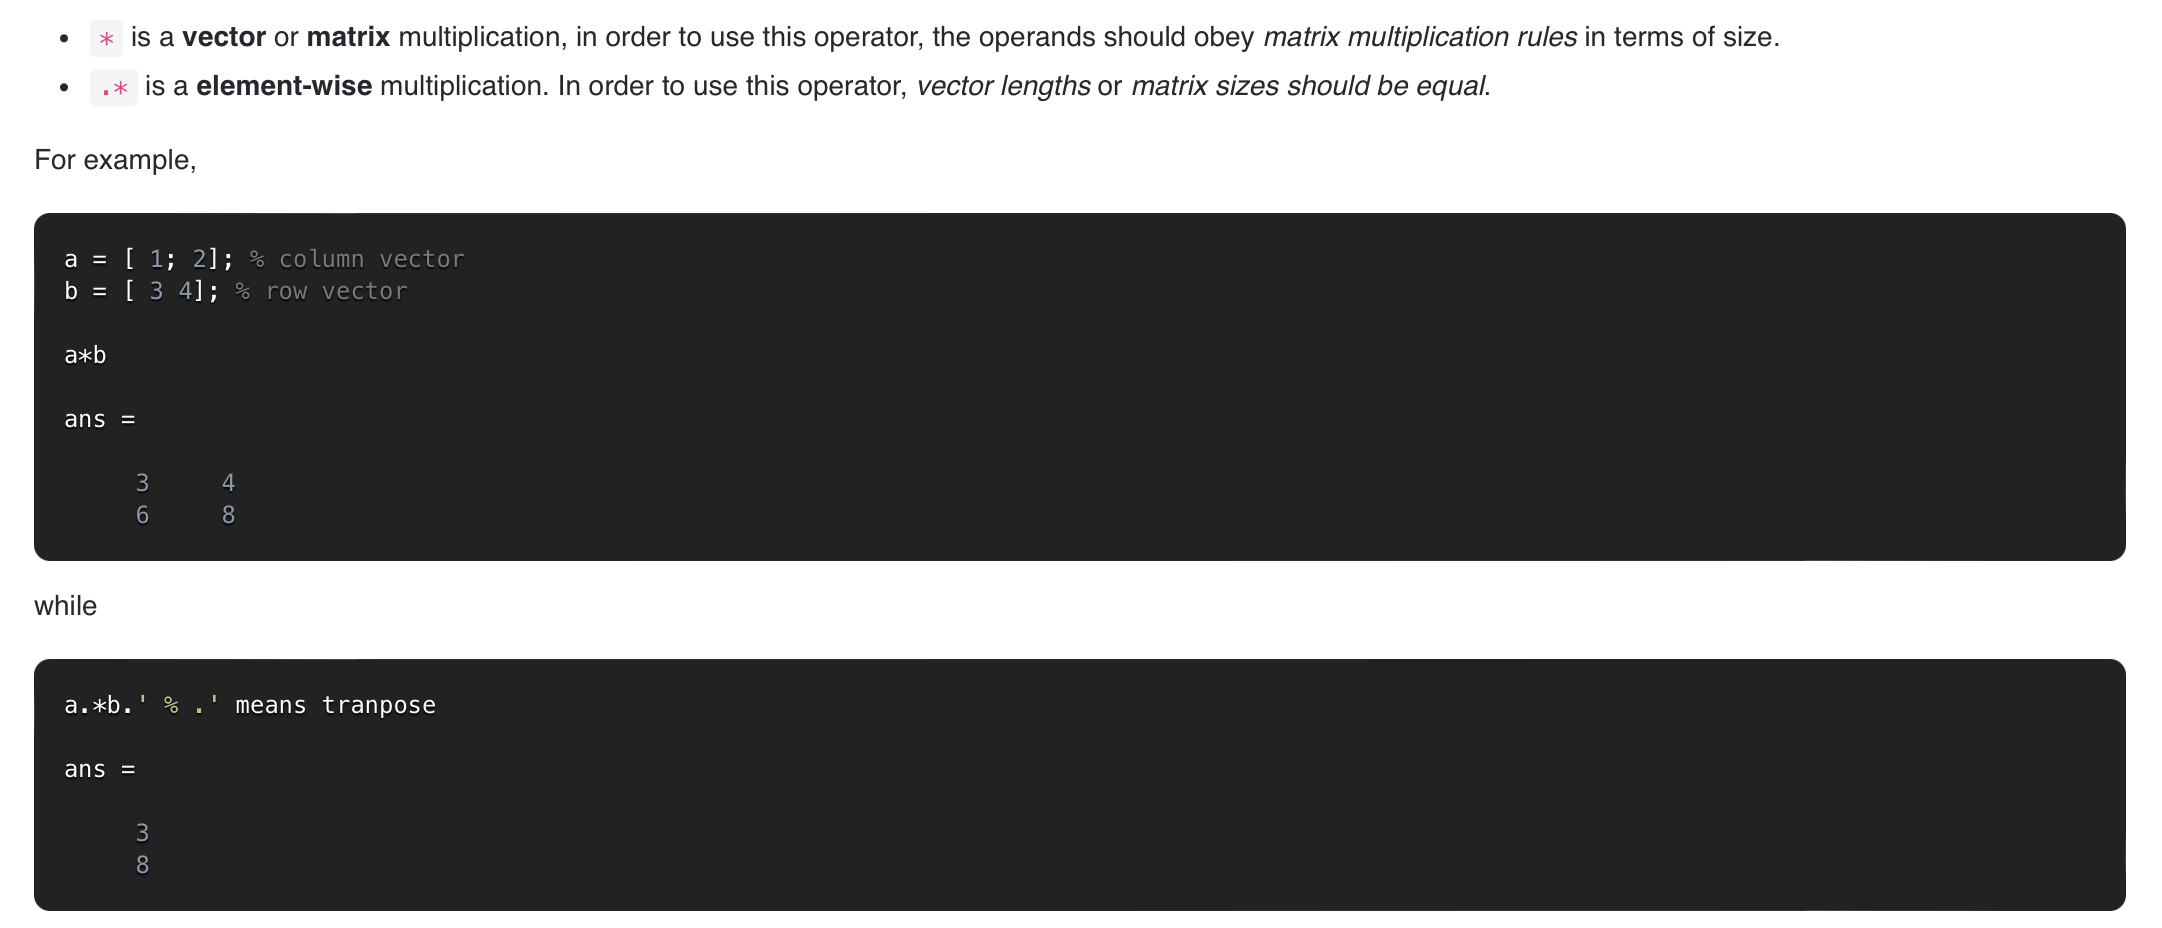 * is a vector or matrix multiplication, in order to use this operator, the operands should obey matrix multiplication rules in terms of size.
.* is a element-wise multiplication. In order to use this operator, vector lengths or matrix sizes should be equal.
For example,
a = [ 1; 2]; % column vector
b = [ 3 4]; % row vector
a*b
ans =
3 4
6 8
while
a.*b.' % .' means tranpose
ans =
3
8